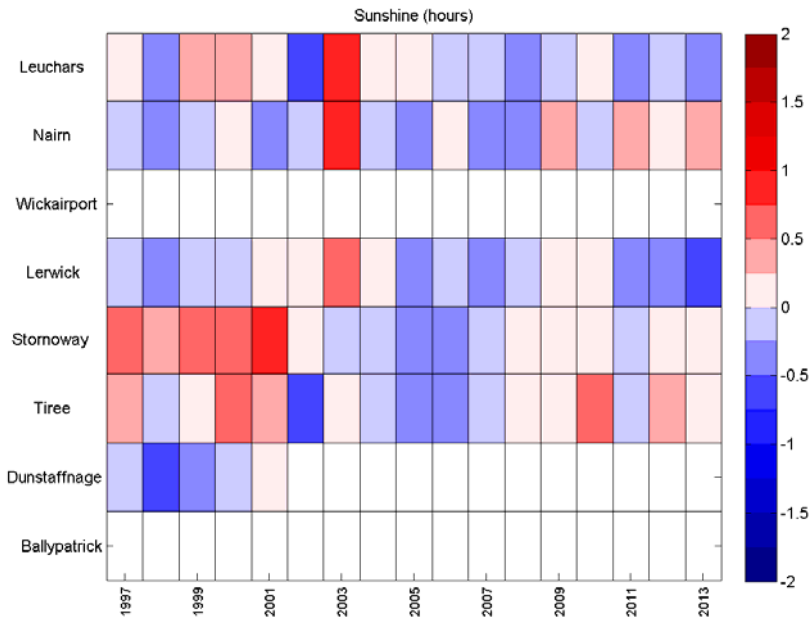 Sunshine (hours)
Leuchars
Nairn
Wickairport
Lerwick
Stornoway
Tiree
Dunstaffnage
Ballypatrick
1997
1999
2001
2003
2005
2007
2009
2011
2013
2
1.5
1
0.5
0
-0.5
-1
-1.5
-2